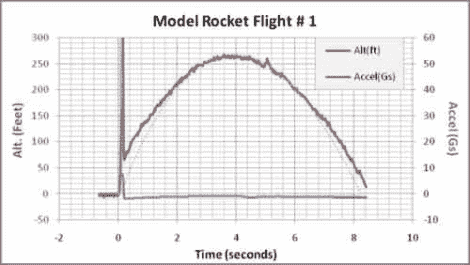 Model Rocket Flight # 1
300
250
200
150
100
50
0
-50
Alt. (Feet)
60
50
40
30
20
10
0
-10
Accel (Gs)
Alt(ft)
Accel(Gs)
-2 0 2 4 6 8 10
Time (seconds)